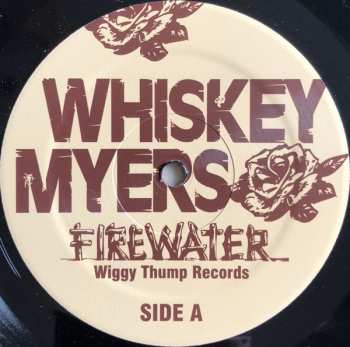 WHISKEY
MYERS
FIREWATER
Wiggy Thump Records
SIDE A